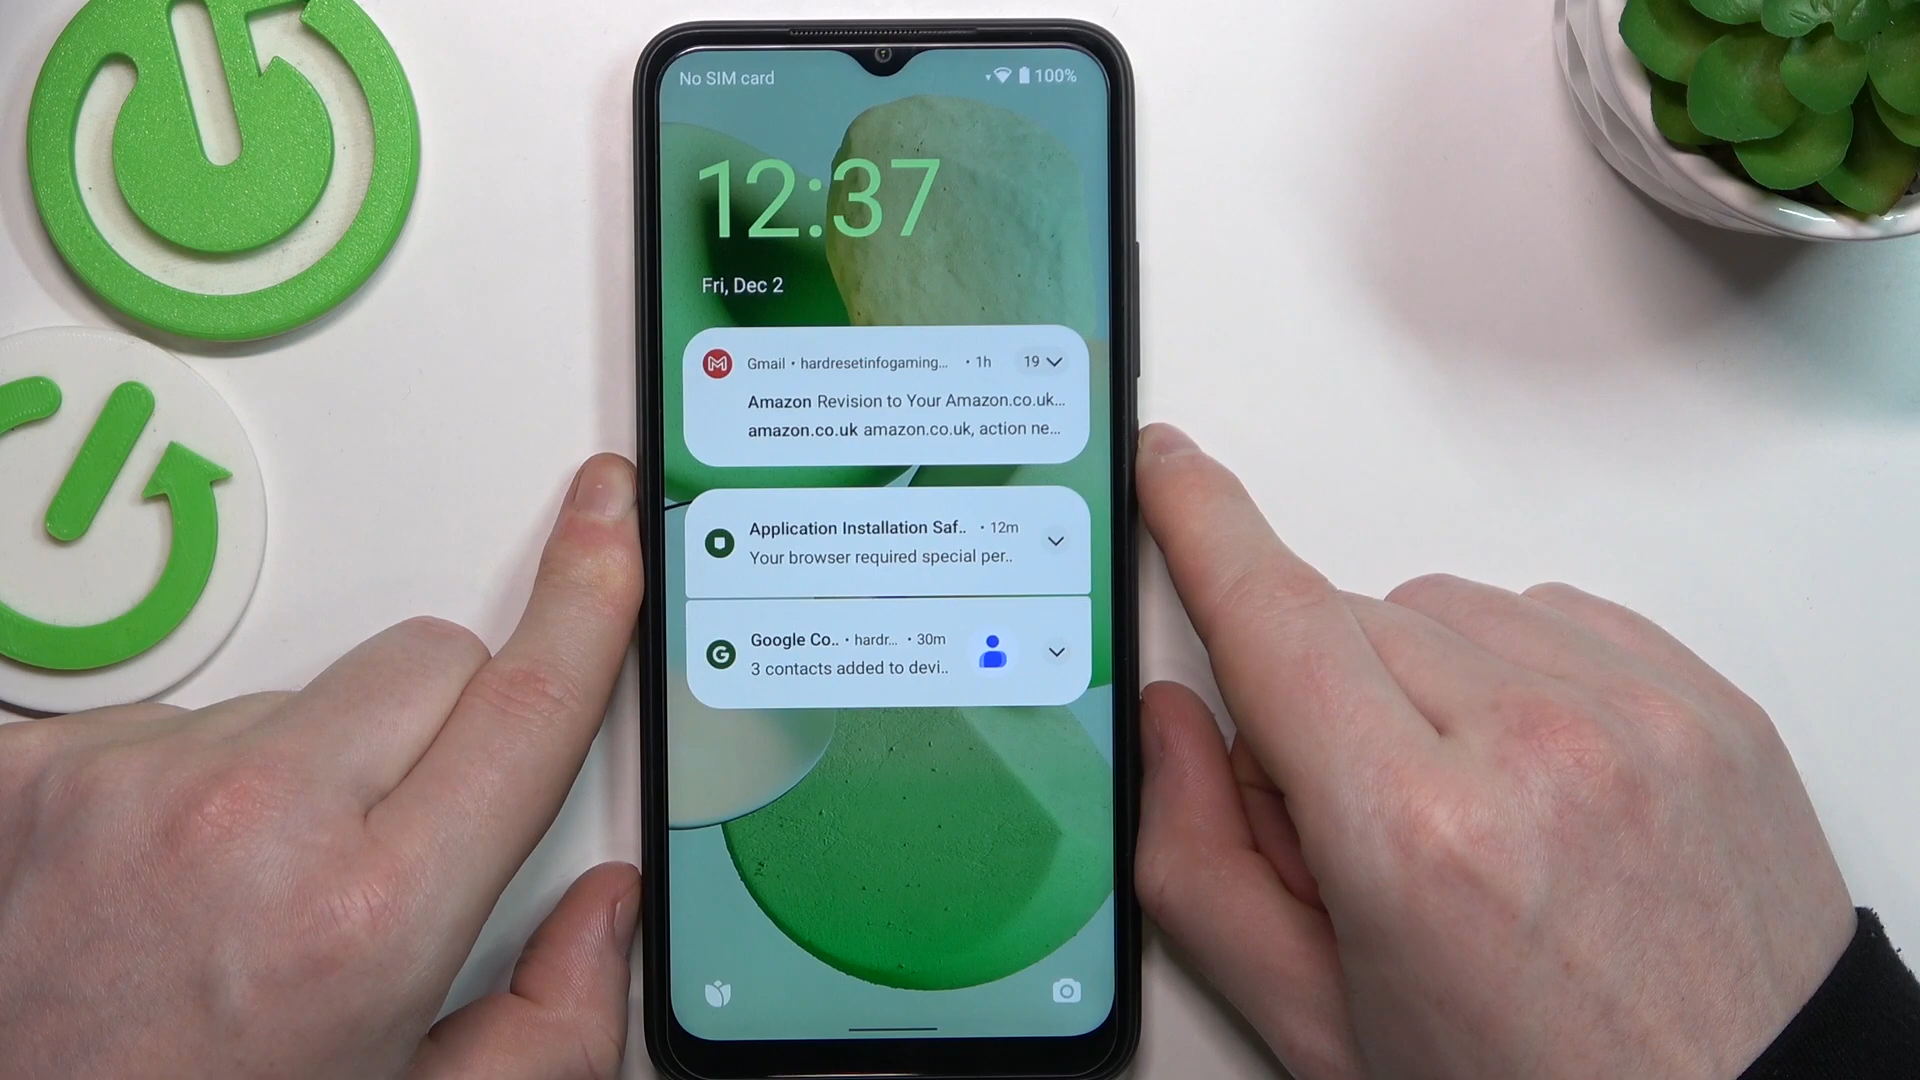 No SIM card
100%
12:37
Fri, Dec 2
Gmail • hardresetinfogaming... • 1h 19
Amazon Revision to Your Amazon.co.uk...
amazon.co.uk amazon.co.uk, action ne...
Application Installation Saf.. • 12m
Your browser required special per..
Google Co.. • hardr... • 30m
3 contacts added to devi..